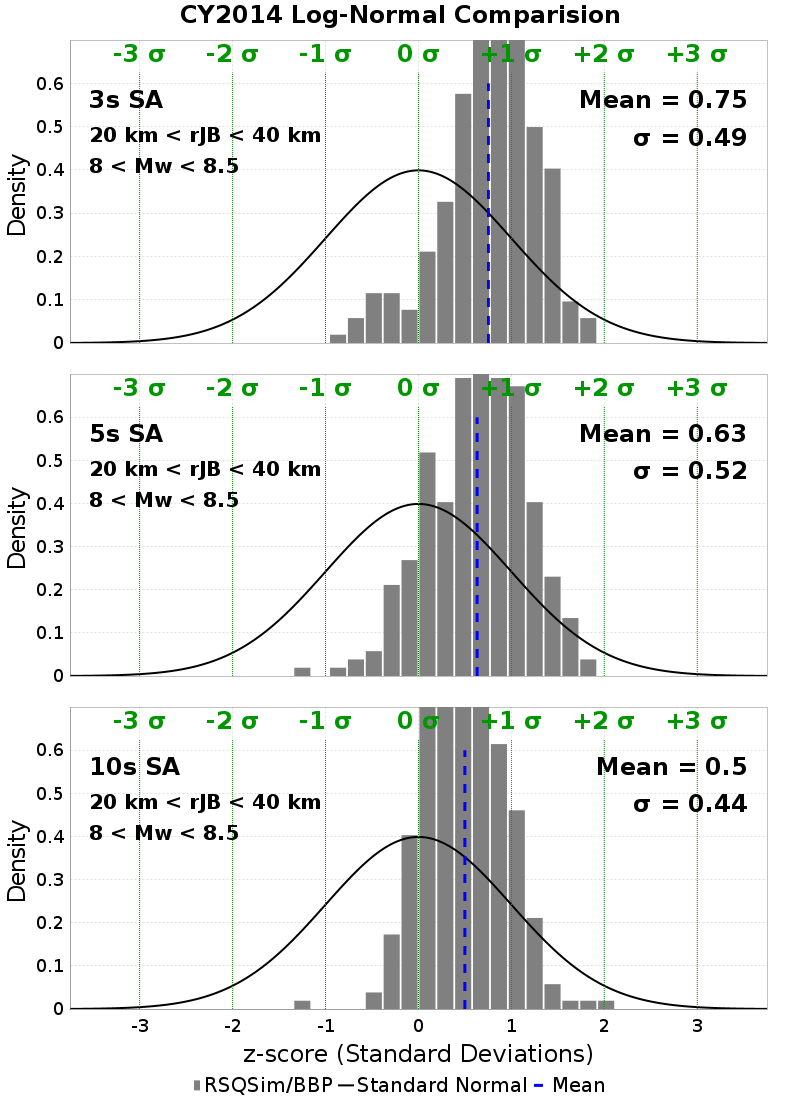 CY2014 Log-Normal Comparision
-3 σ -2 σ -1 σ 0 σ +1 σ +2 σ +3 σ
3s SA
20 km < rJB < 40 km
8 < Mw < 8.5
Mean = 0.75
σ = 0.49
Density
0.6
0.5
0.4
0.3
0.2
0.1
0
-3 σ -2 σ -1 σ 0 σ +1 σ +2 σ +3 σ
5s SA
20 km < rJB < 40 km
8 < Mw < 8.5
Mean = 0.63
σ = 0.52
Density
0.6
0.5
0.4
0.3
0.2
0.1
0
-3 σ -2 σ -1 σ 0 σ +1 σ +2 σ +3 σ
10s SA
20 km < rJB < 40 km
8 < Mw < 8.5
Mean = 0.5
σ = 0.44
Density
0.6
0.5
0.4
0.3
0.2
0.1
0
-3 -2 -1 0 1 2 3
z-score (Standard Deviations)
RSQSim/BBP Standard Normal Mean